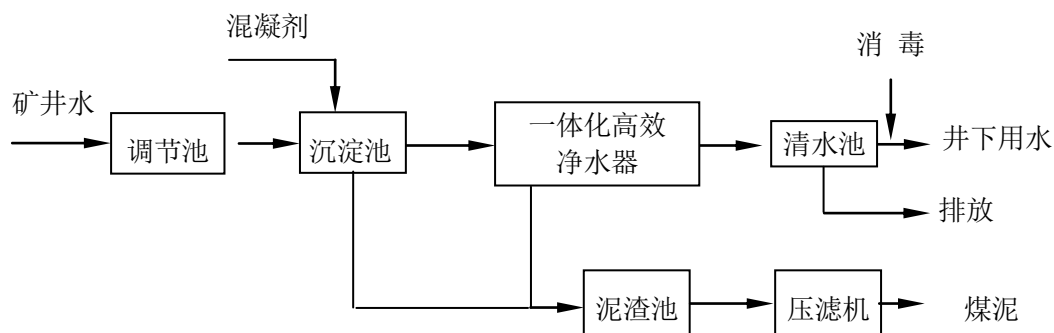 混凝剂
消 毒
矿井水
调节池
沉淀池
一体化高效
净水器
清水池
井下用水
排放
泥渣池
压滤机
煤泥